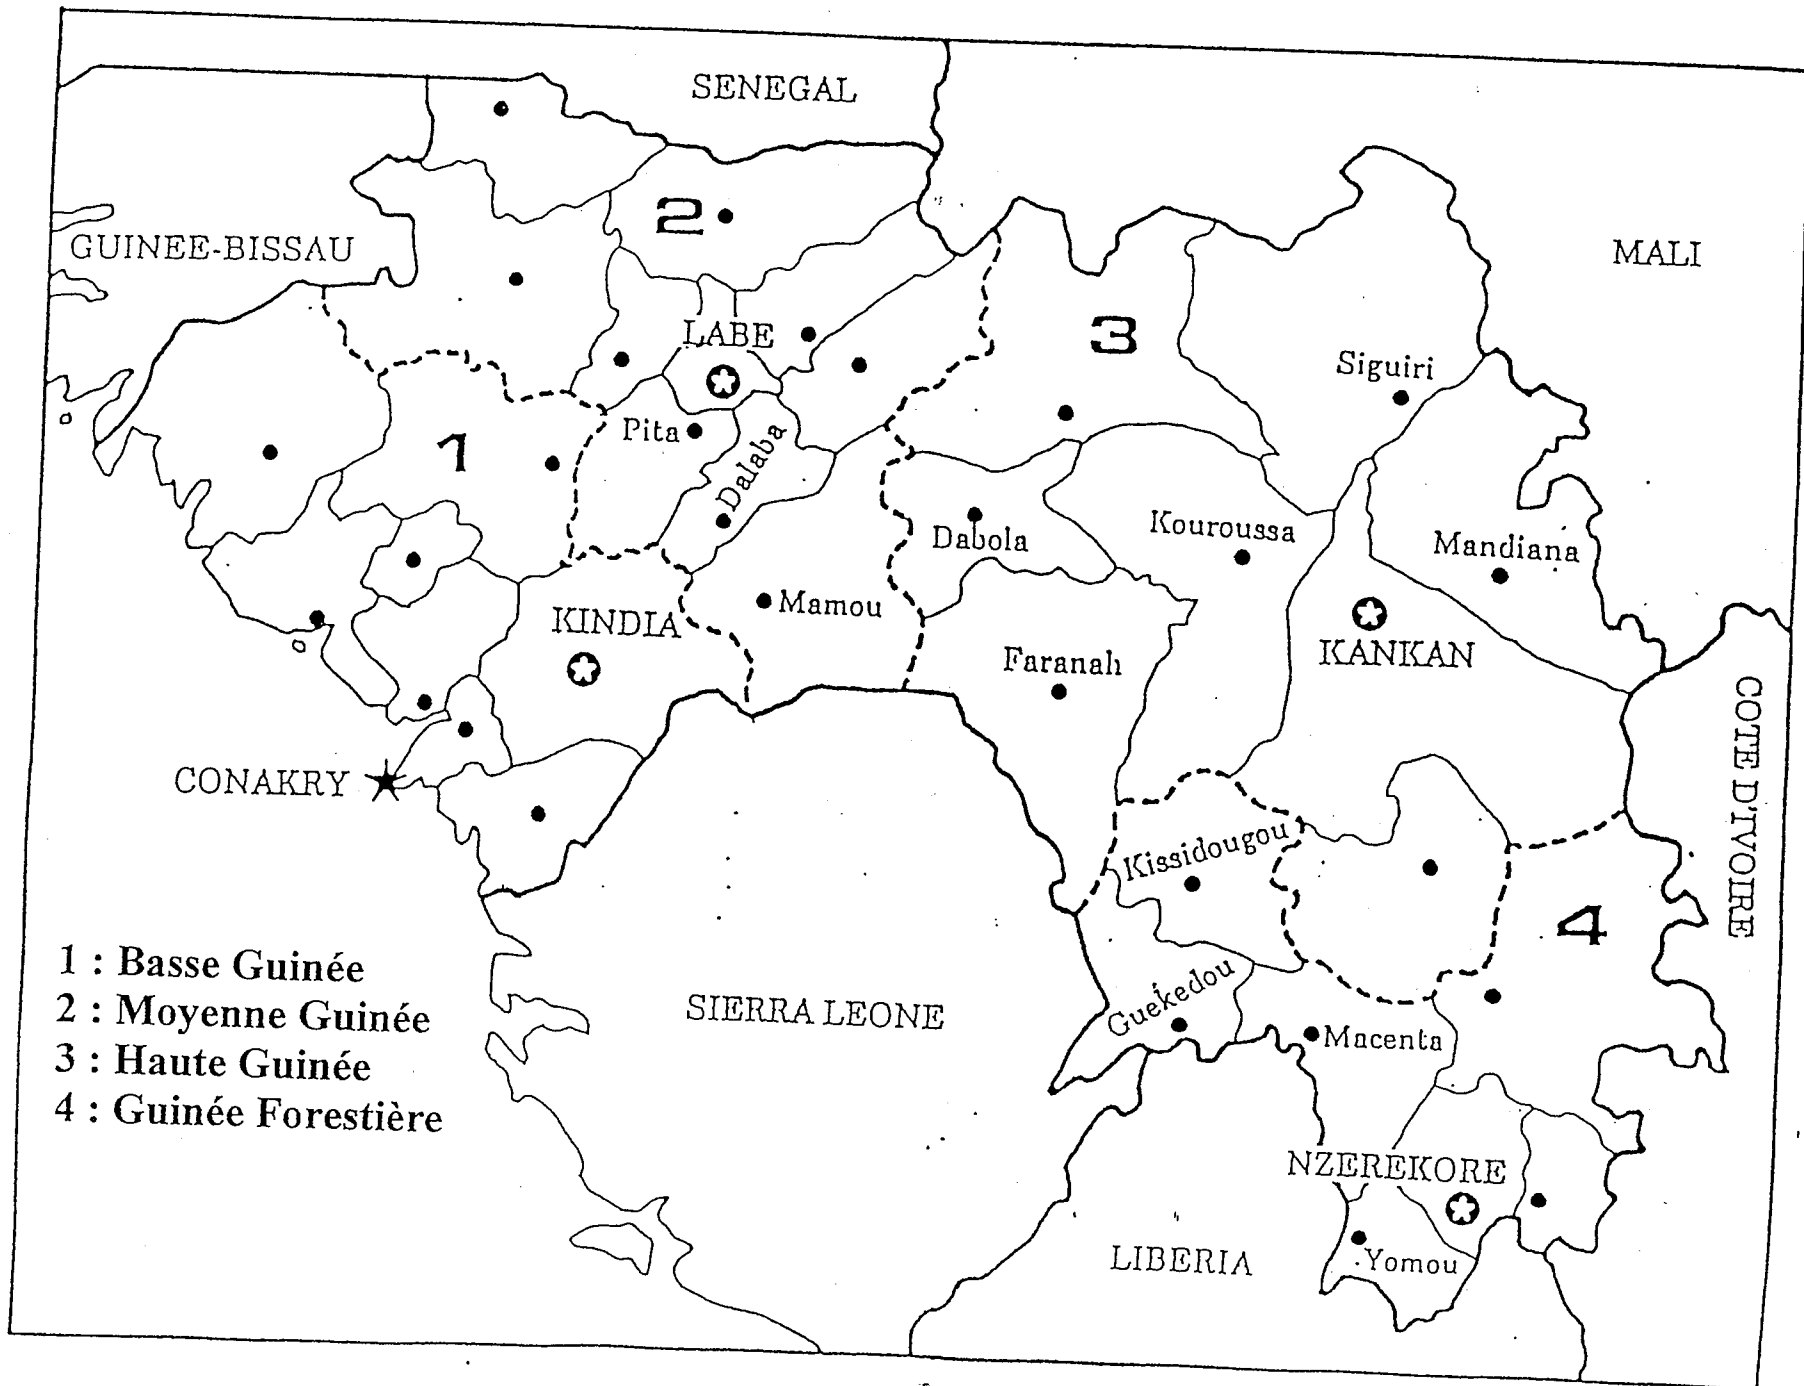 SENEGAL
2
GUINEE-BISSAU
MALI
LABE
3
Siguiri
Pita
Dalaba
1
Dabola
Kouroussa
Mandiana
KINDIA
Mamou
Faranah
KANKAN
CONAKRY
COTE D'IVOIRE
Kissidougou
4
1 : Basse Guinée
2 : Moyenne Guinée
3 : Haute Guinée
4 : Guinée Forestière
SIERRA LEONE
Guékedou
Macenta
NZEREKORE
LIBERIA
Yomou